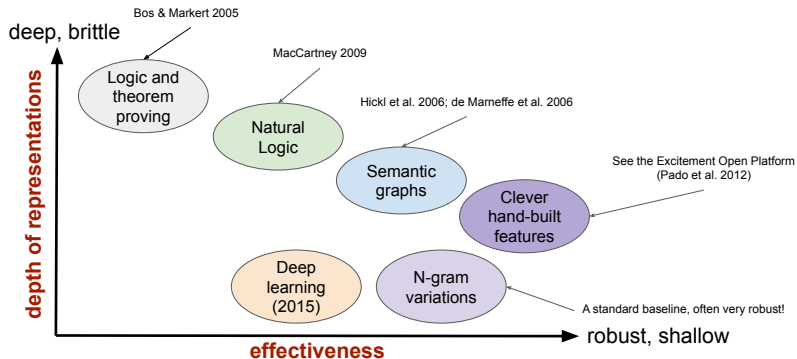 Bos & Markert 2005
deep, brittle
MacCartney 2009
Logic and
theorem
proving
Hickl et al. 2006; de Marneffe et al. 2006
Natural
Logic
See the Excitement Open Platform
(Pado et al. 2012)
Semantic
graphs
Clever
hand-built
features
depth of representations
Deep
learning
(2015)
N-gram
variations
A standard baseline, often very robust!
robust, shallow
effectiveness